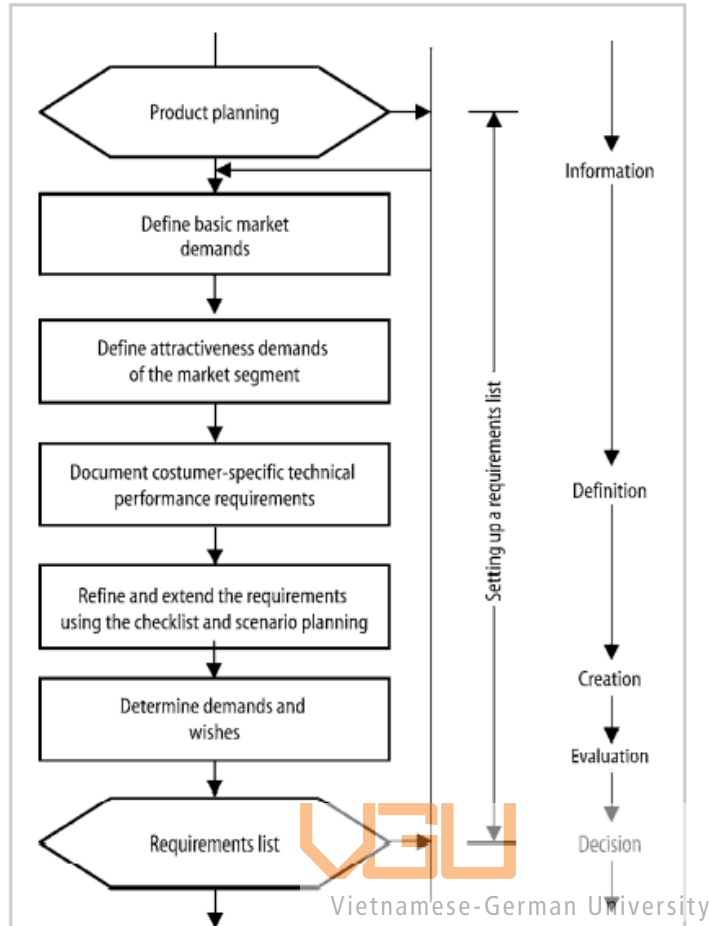 Product planning
Information
Define basic market
demands
Define attractiveness demands
of the market segment
Setting up a requirements list
Document costumer-specific technical
performance requirements
Definition
Refine and extend the requirements
using the checklist and scenario planning
Creation
Determine demands and
wishes
Evaluation
Requirements list
VGU
Decision
Vietnamese-German University